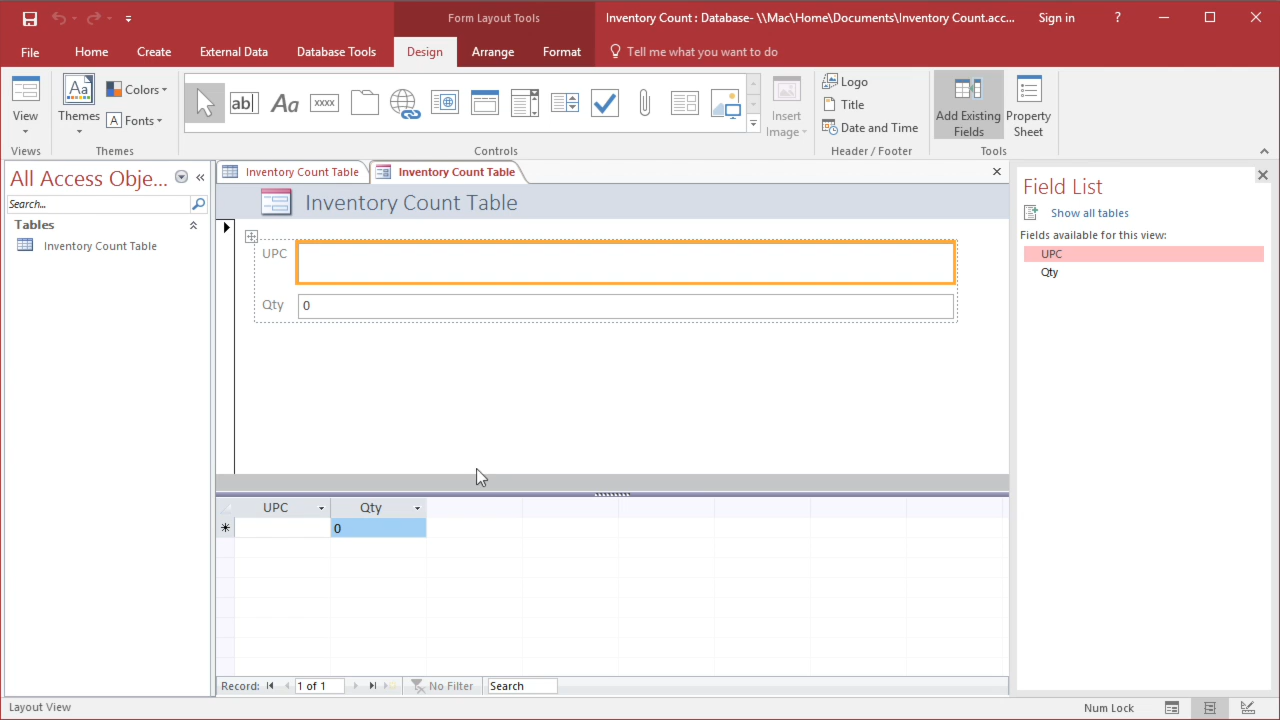 Form Layout Tools
Inventory Count : Database- \\Mac\Home\Documents\Inventory Count.acc...
Sign in
?
File
Home
Create
External Data
Database Tools
Design
Arrange
Format
Tell me what you want to do
View
Views
Aa
Themes
Colors
A Fonts
Themes
ab|
Aa
xxxx
Controls
Insert
Image
Logo
Title
Date and Time
Header / Footer
Add Existing
Fields
Property
Sheet
Tools
All Access Obje...
Search...
Tables
Inventory Count Table
Inventory Count Table
Inventory Count Table
Inventory Count Table
UPC
Qty
0
UPC
Qty
0
Record:
1 of 1
No Filter
Search
Field List
Show all tables
Fields available for this view:
UPC
Qty
Layout View
Num Lock